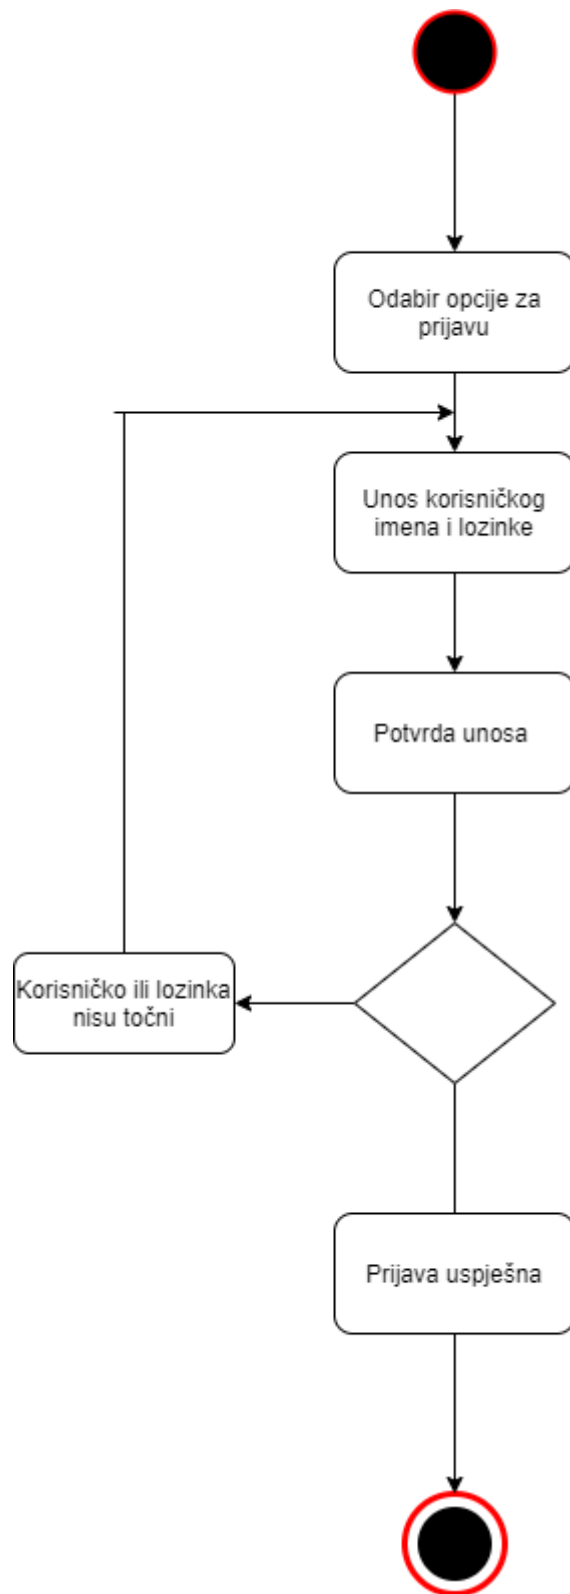 Odabir opcije za
prijavu
Unos korisničkog
imena i lozinke
Potvrda unosa
Korisničko ili lozinka
nisu točni
Prijava uspješna